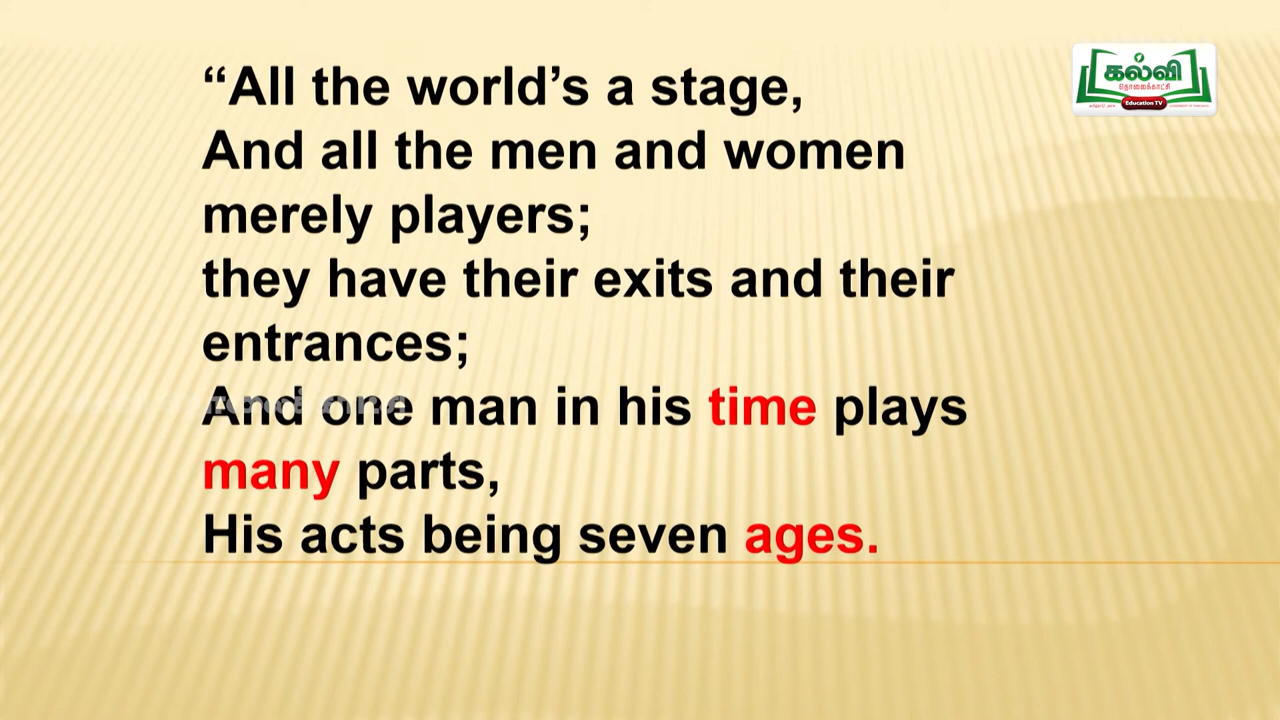 “All the world’s a stage,
And all the men and women
merely players;
they have their exits and their
entrances;
And one man in his time plays
many parts,
His acts being seven ages.
கல்வி
தொலைக்காட்சி
Education TV